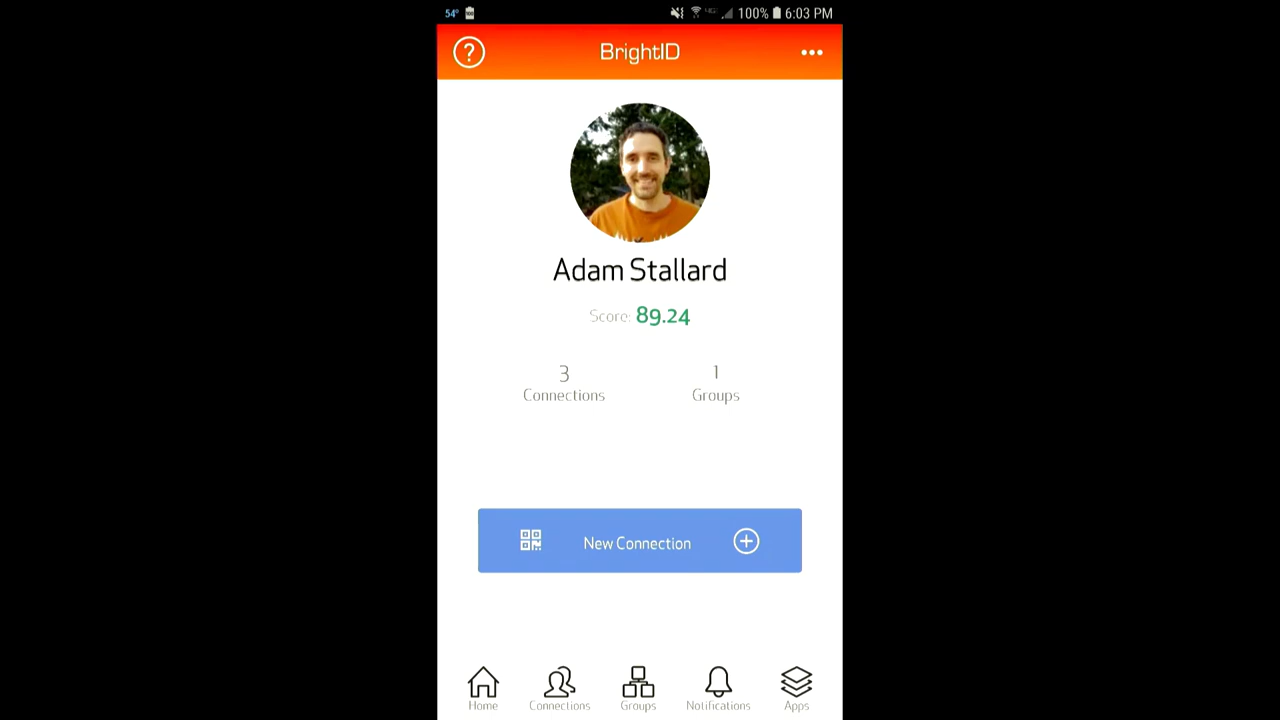 54° 100% 6:03 PM
? BrightID
Adam Stallard
Score: 89.24
3 1
Connections Groups
New Connection
Home Connections Groups Notifications Apps